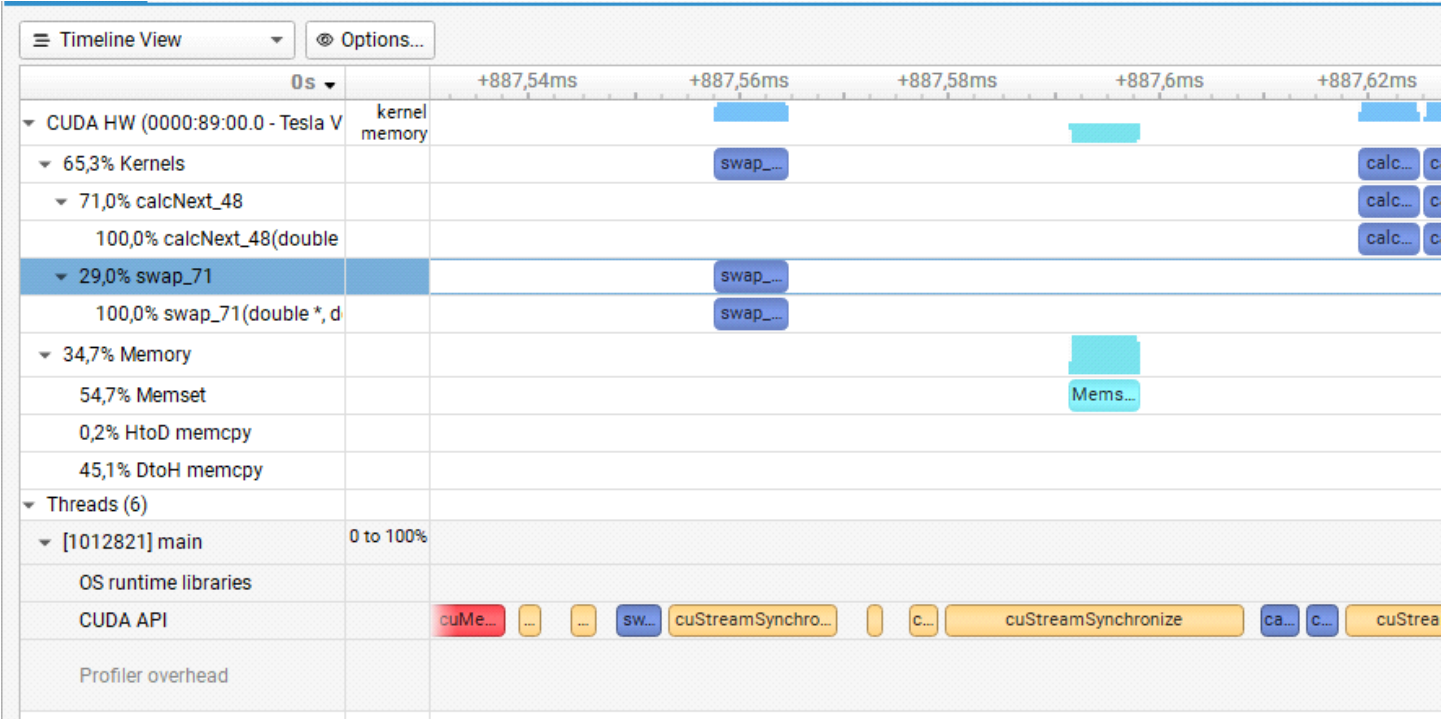 Timeline View Options...
0s +887,54ms +887,56ms +887,58ms +887,6ms +887,62ms
CUDA HW (0000:89:00.0 - Tesla V kernel
memory
65,3% Kernels swap_... calc... c
71,0% calcNext_48 calc... c
100,0% calcNext_48(double calc... c
29,0% swap_71 swap_...
100,0% swap_71(double *, d swap_...
34,7% Memory
54,7% Memset Mems...
0,2% HtoD memcpy
45,1% DtoH memcpy
Threads (6)
[1012821] main 0 to 100%
OS runtime libraries
CUDA API cuMe... ... ... sw... cuStreamSynchro... c... cuStreamSynchronize ca... c... cuStrea
Profiler overhead